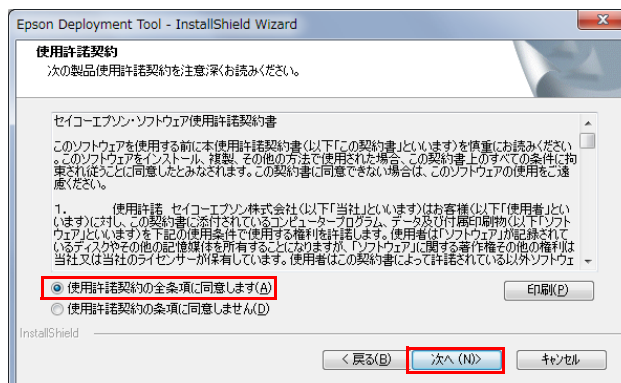 Epson Deployment Tool - InstallShield Wizard
使用許諾契約
次の製品使用許諾契約を注意深くお読みください。
セイコーエプソン・ソフトウェア使用許諾契約書
このソフトウェアを使用する前に本使用許諾契約書(以下「この契約書」といいます)を慎重にお読みください
。このソフトウェアをインストール、複製、その他の方法で使用された場合、この契約書上のすべての条件に拘
束され従うことに同意したとみなされます。この契約書に同意できない場合は、このソフトウェアの使用をご遠
慮ください。
1. 使用許諾 セイコーエプソン株式会社(以下「当社」といいます)はお客様(以下「使用者」とい
います)に対し、この契約書に添付されているコンピュータープログラム、データ及び付属印刷物(以下「ソフト
ウェア」といいます)を下記の使用条件で使用する権利を許諾します。使用者は「ソフトウェア」が記録されて
いるディスクやその他の記憶媒体を所有することになりますが、「ソフトウェア」に関する著作権その他の権利は
当社又は当社のライセンサーが保有しています。使用者はこの契約書によって許諾されている以外ソフトウェ
使用許諾契約の全条項に同意します(A)
印刷(P)
使用許諾契約の条項に同意しません(D)
InstallShield
< 戻る(B)
次へ (N)>
キャンセル